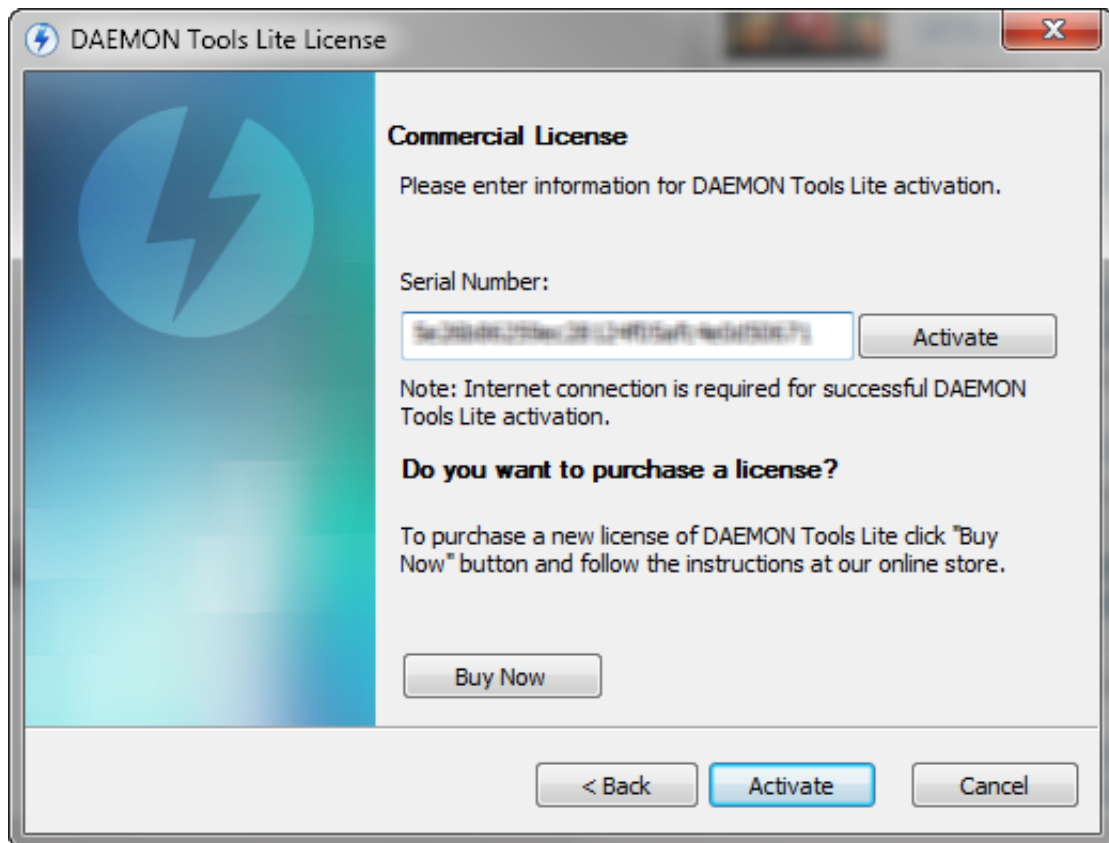 DAEMON Tools Lite License
Commercial License
Please enter information for DAEMON Tools Lite activation.
Serial Number:
Activate
Note: Internet connection is required for successful DAEMON
Tools Lite activation.
Do you want to purchase a license?
To purchase a new license of DAEMON Tools Lite click "Buy
Now" button and follow the instructions at our online store.
Buy Now
< Back Activate Cancel